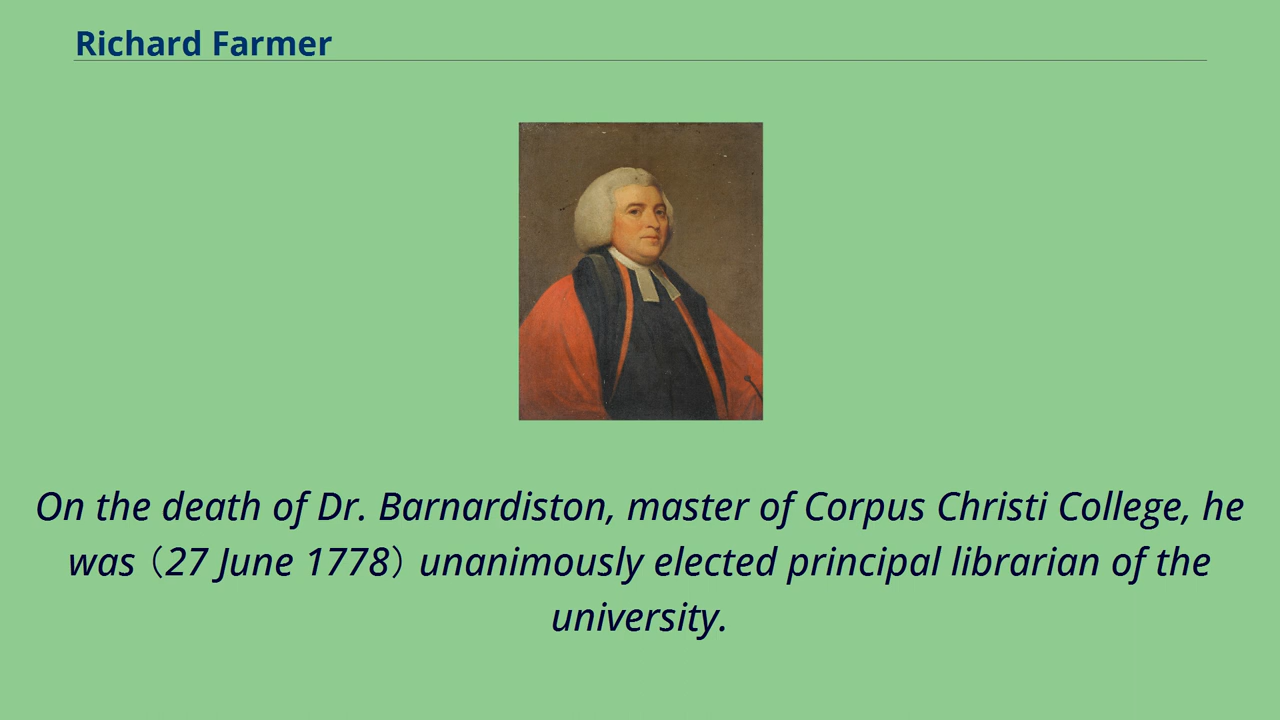 Richard Farmer
On the death of Dr. Barnardiston, master of Corpus Christi College, he
was (27 June 1778) unanimously elected principal librarian of the
university.